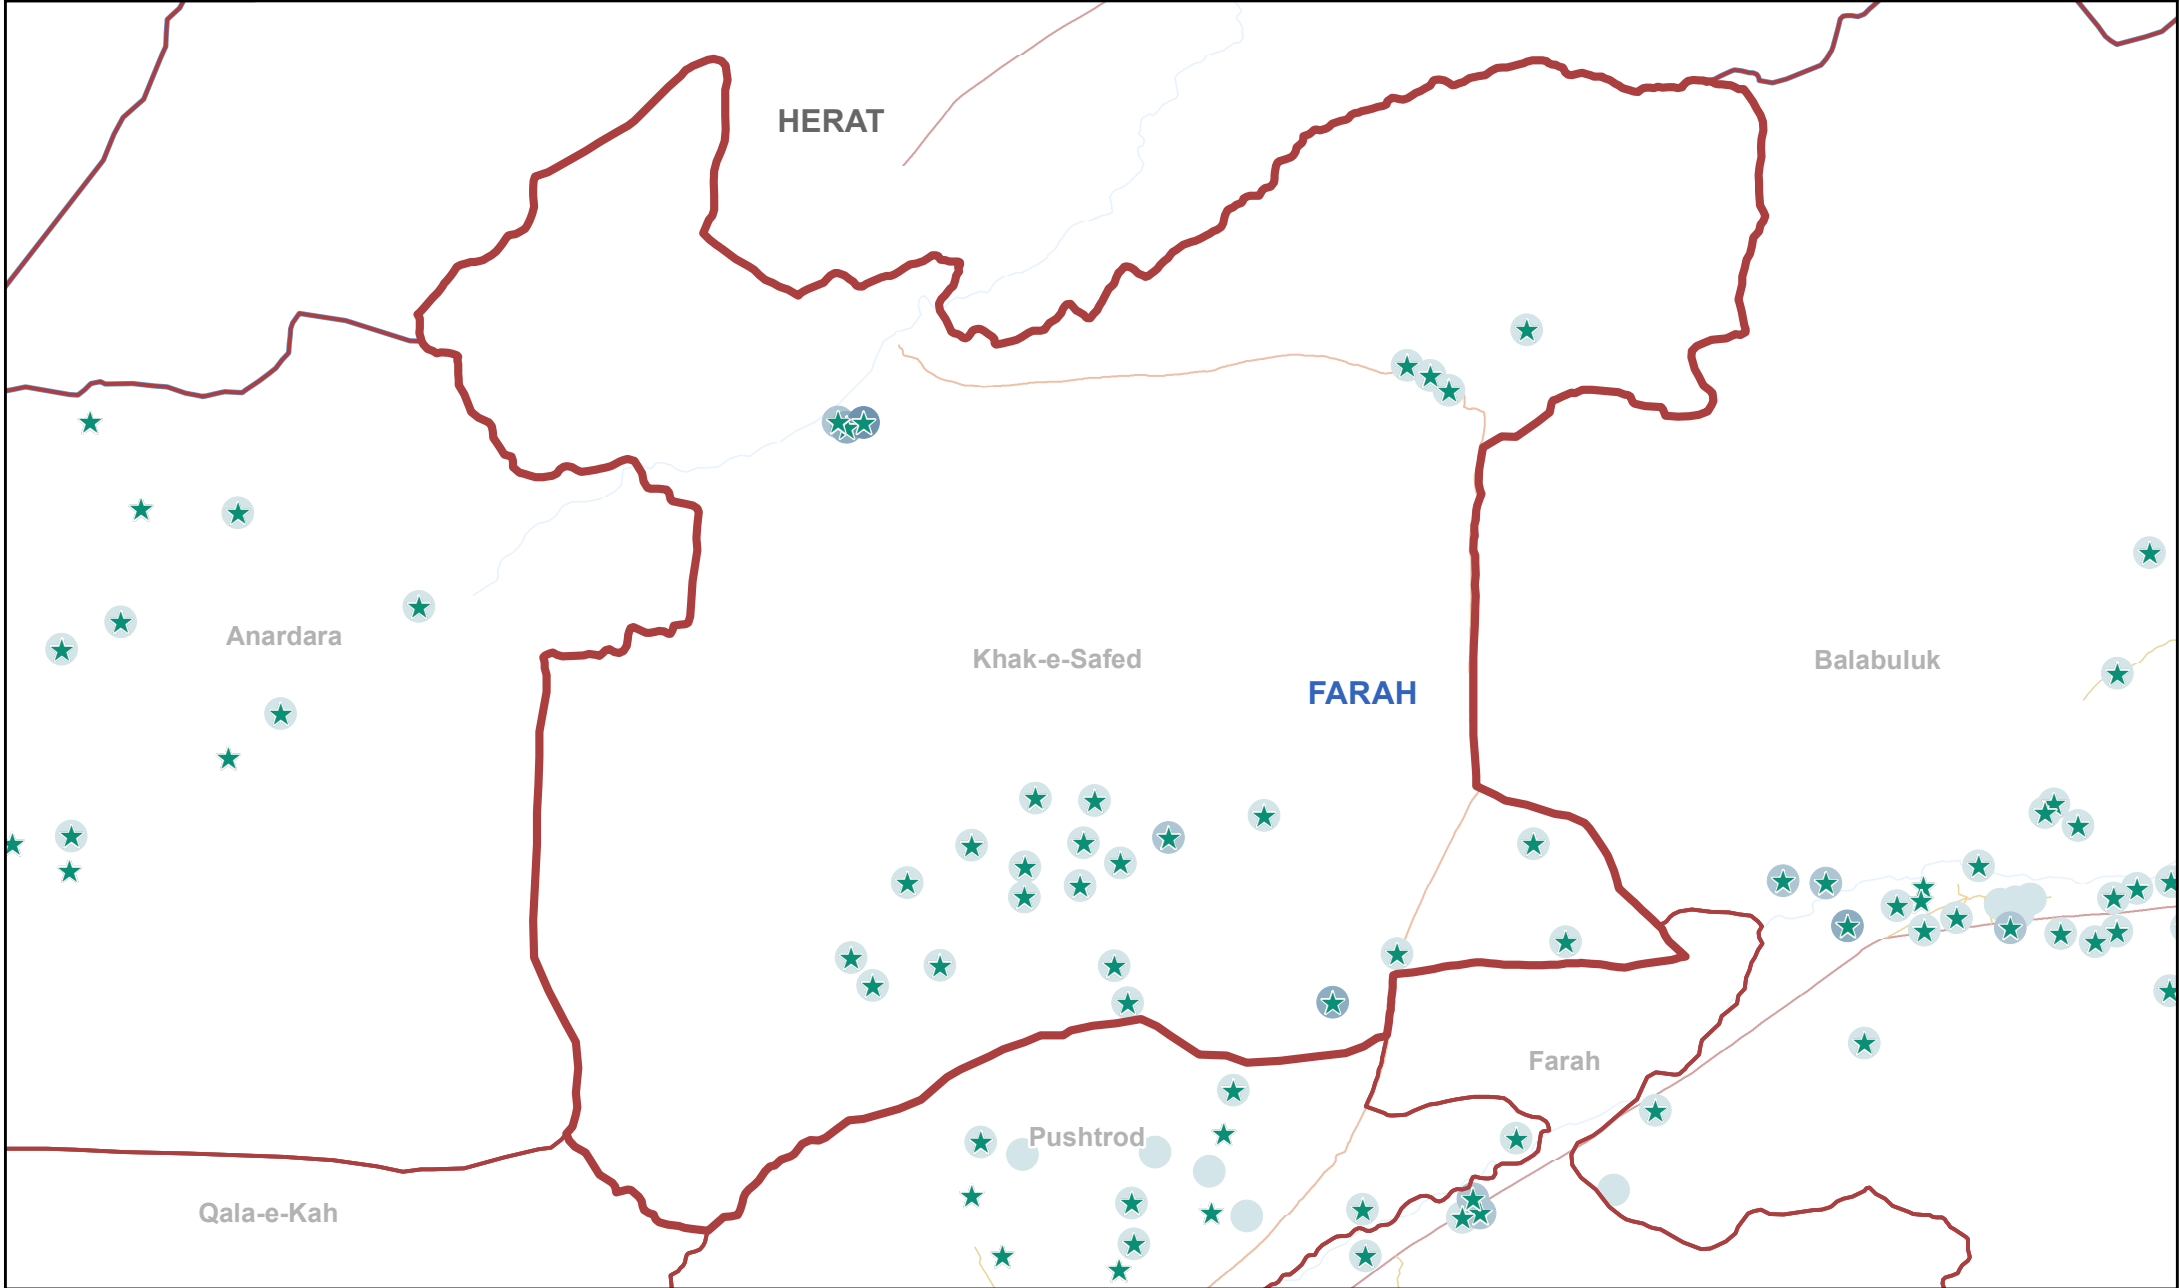 HERAT
Anardara
Khak-e-Safed
Balabuluk
FARAH
Farah
Pushtrod
Qala-e-Kah